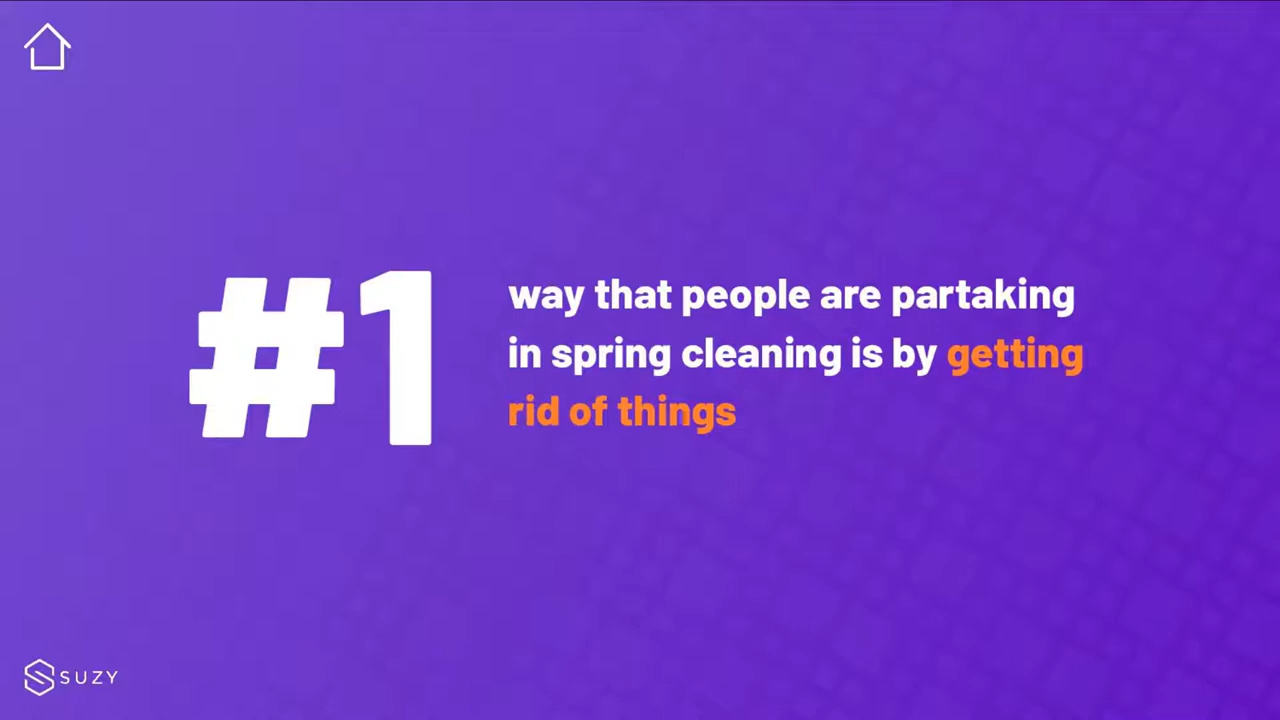 #1
way that people are partaking
in spring cleaning is by getting
rid of things
SUZY